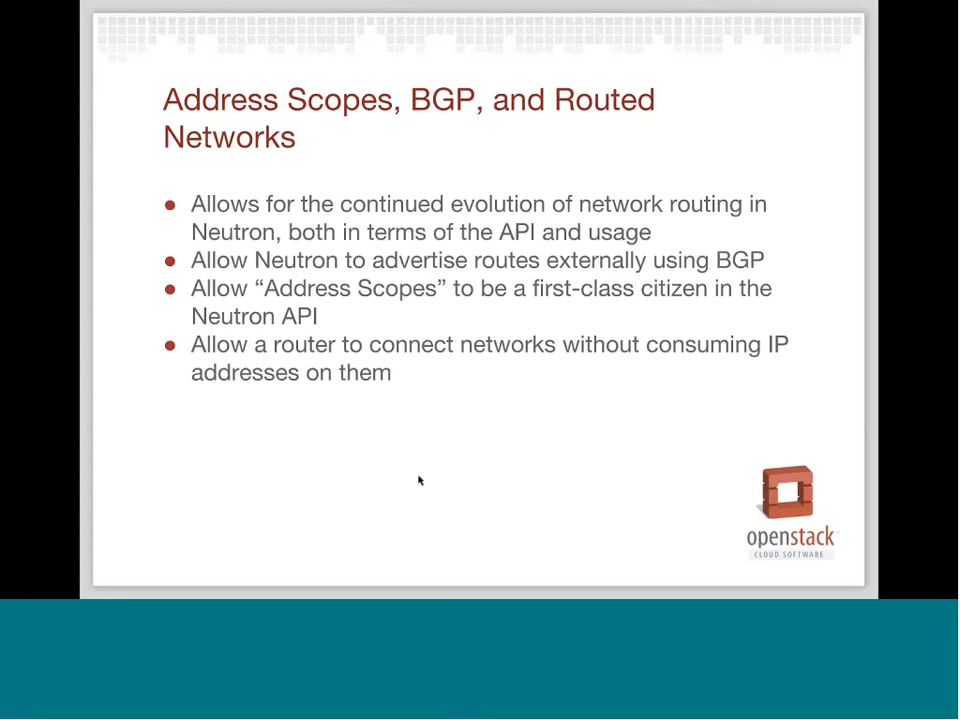 Address Scopes, BGP, and Routed
Networks
● Allows for the continued evolution of network routing in
Neutron, both in terms of the API and usage
● Allow Neutron to advertise routes externally using BGP
● Allow “Address Scopes” to be a first-class citizen in the
Neutron API
● Allow a router to connect networks without consuming IP
addresses on them
openstack
CLOUD SOFTWARE